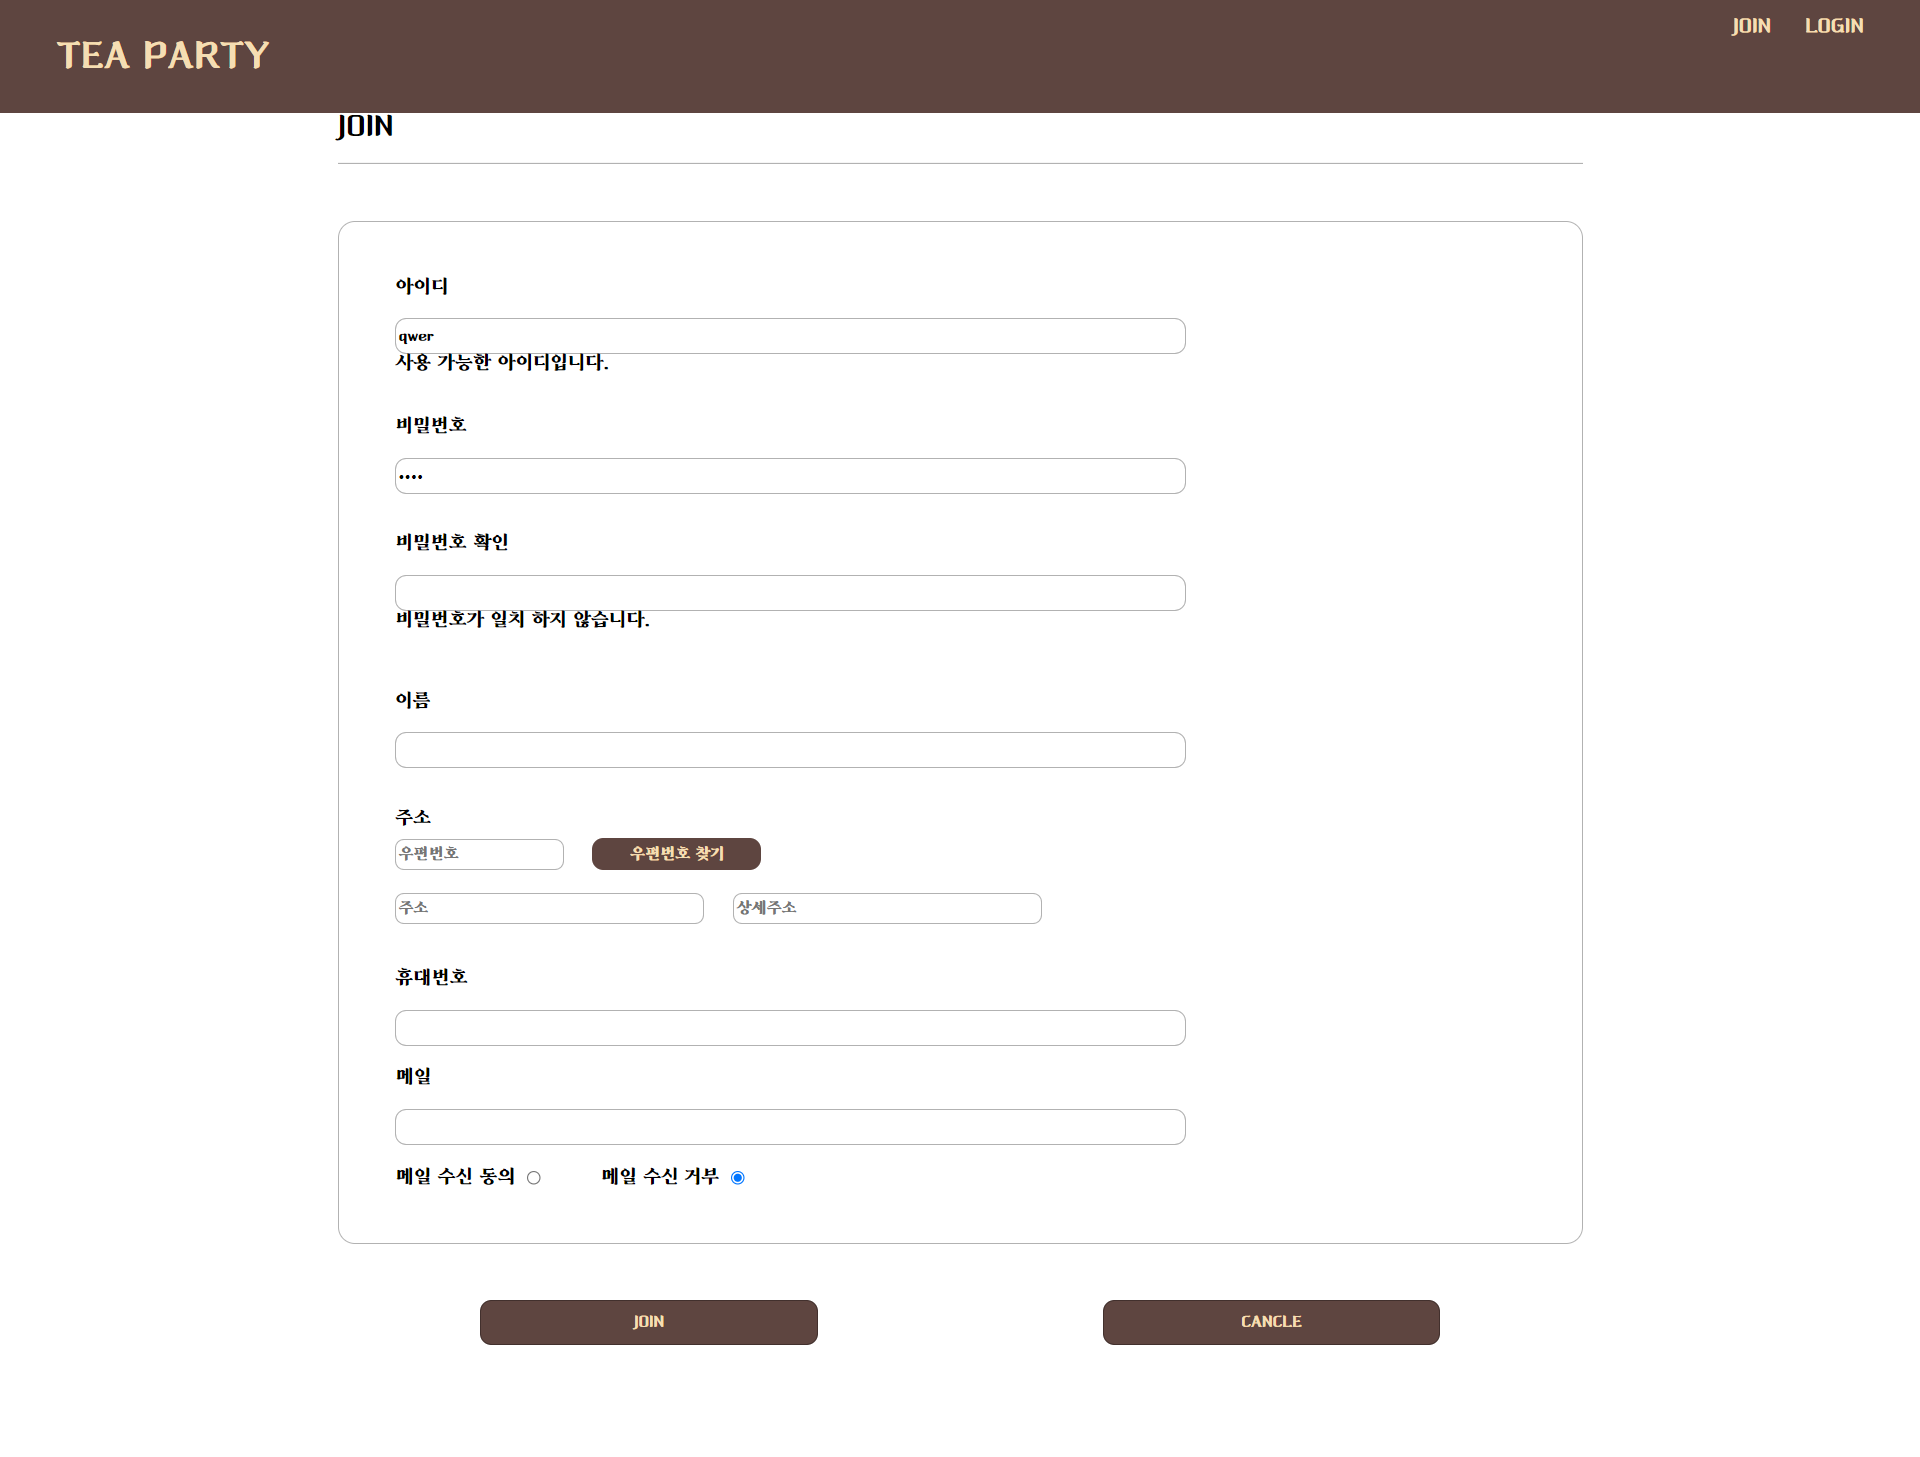 TEA PARTY
JOIN LOGIN
JOIN
아이디
qwer
사용 가능한 아이디입니다.
비밀번호
••••
비밀번호 확인
비밀번호가 일치 하지 않습니다.
이름
주소
우편번호 우편번호 찾기
주소 상세주소
휴대번호
메일
메일 수신 동의 메일 수신 거부
JOIN CANCLE